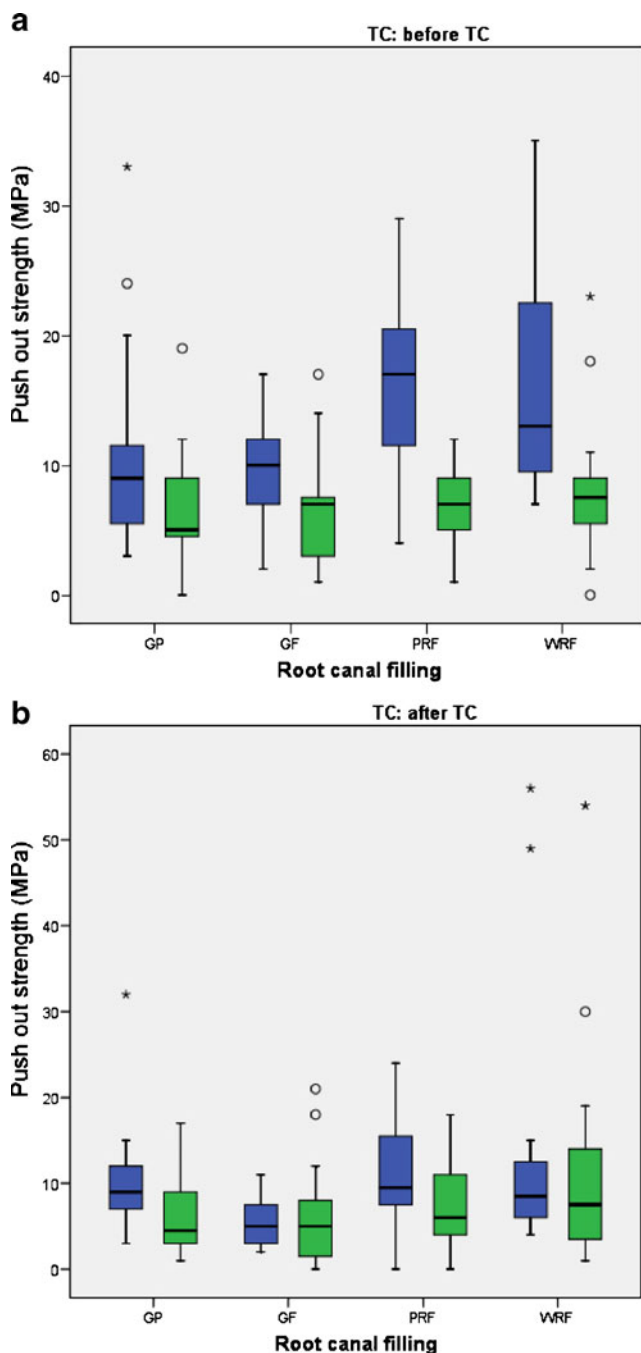 a
TC: before TC
Push out strength (MPa)
40
30
20
10
0
GP GF PRF WRF
Root canal filling
b
TC: after TC
Push out strength (MPa)
60
50
40
30
20
10
0
GP GF PRF WRF
Root canal filling